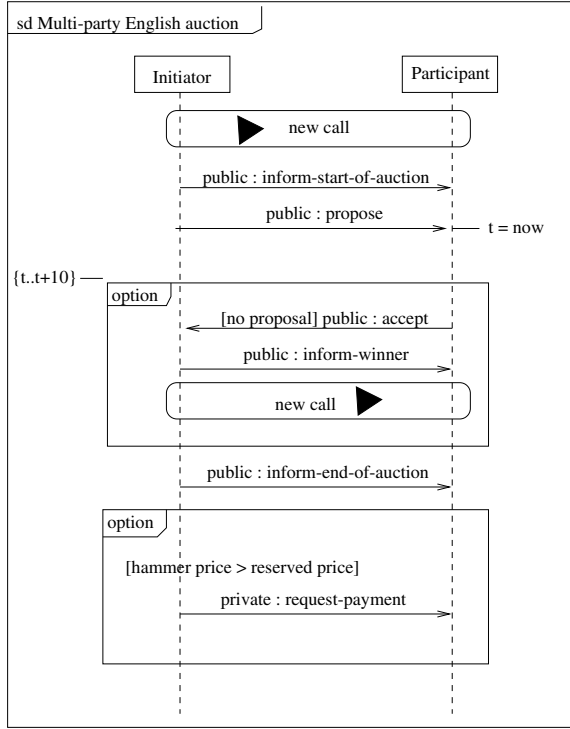 sd Multi-party English auction
Initiator
Participant
new call
public : inform-start-of-auction
public : propose
t = now
{t..t+10}
option
[no proposal] public : accept
public : inform-winner
new call
public : inform-end-of-auction
option
[hammer price > reserved price]
private : request-payment